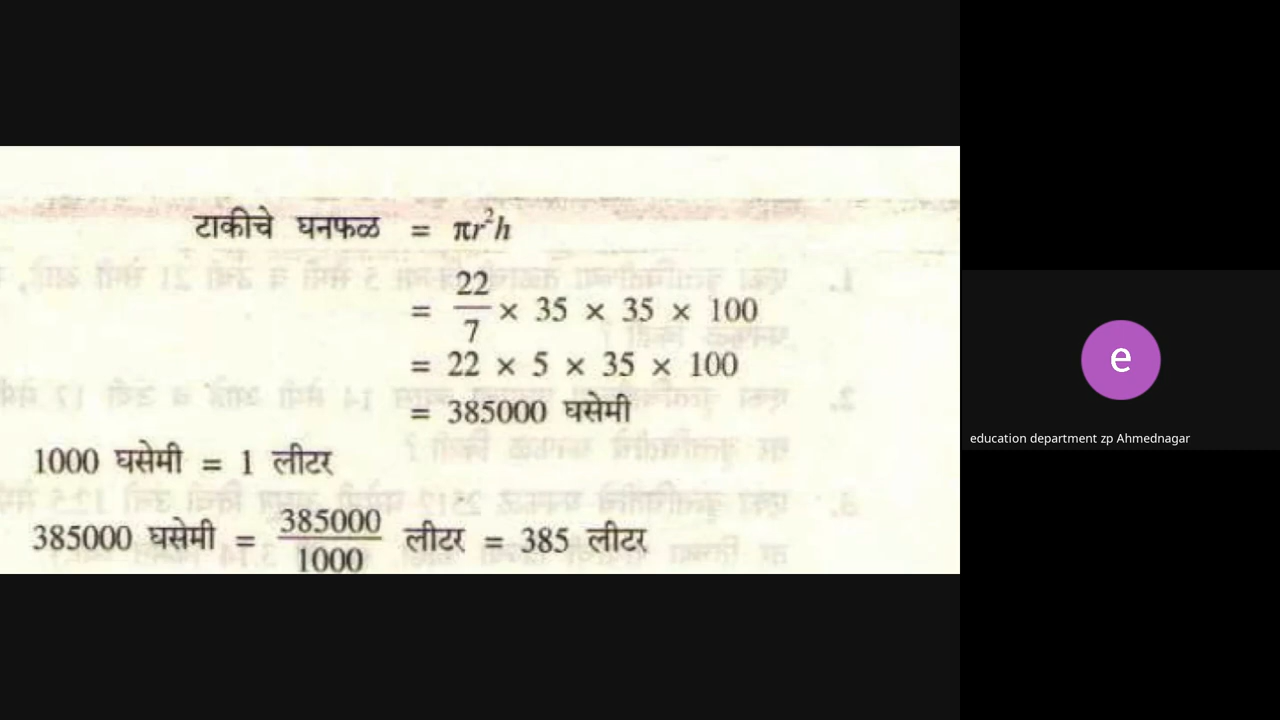 टाकीचे घनफळ = πr²h
= 22/7 × 35 × 35 × 100
= 22 × 5 × 35 × 100
= 385000 घसेमी
1000 घसेमी = 1 लीटर
385000 घसेमी = 385000/1000 लीटर = 385 लीटर
e
education department zp Ahmednagar